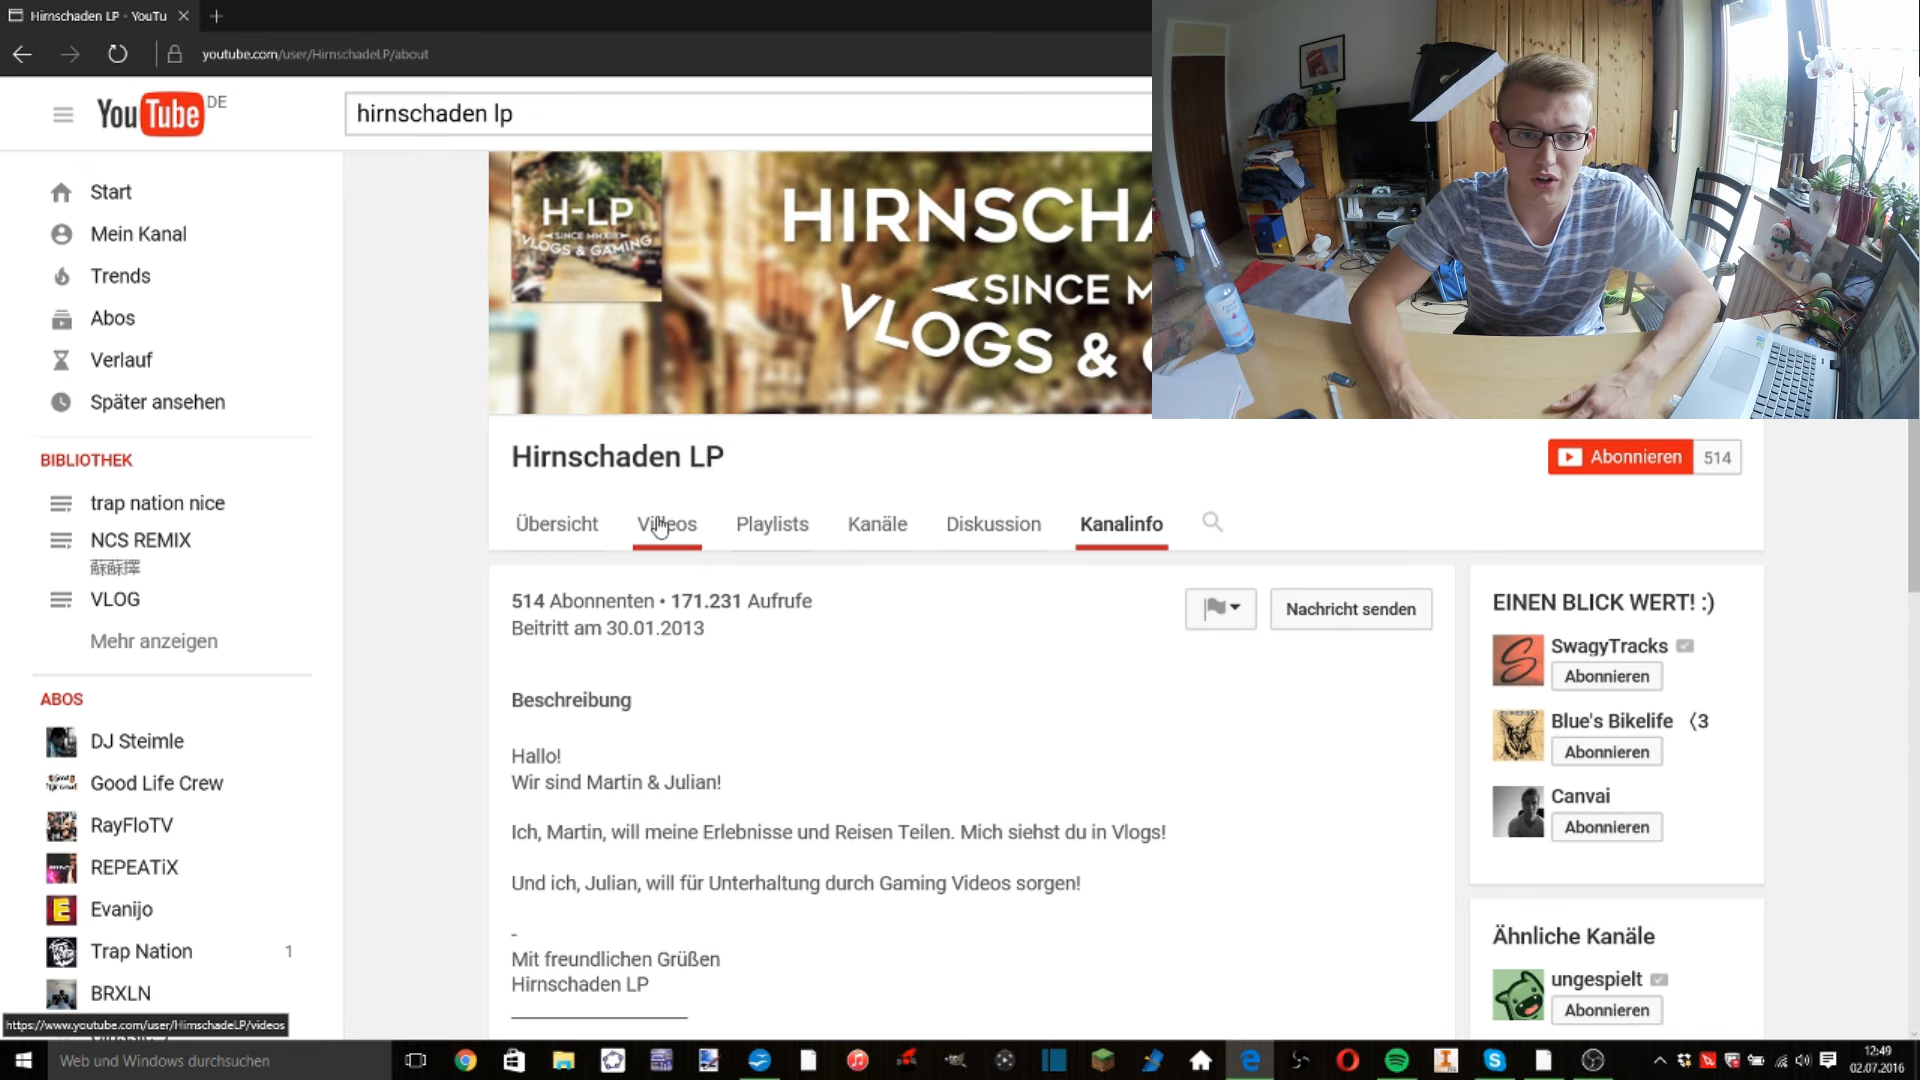 Hirnschaden LP - YouTu
youtube.com/user/HirnschadeLP/about
YouTube DE
hirnschaden lp
Start
Mein Kanal
Trends
Abos
Verlauf
Später ansehen
BIBLIOTHEK
trap nation nice
NCS REMIX
VLOG
Mehr anzeigen
ABOS
DJ Steimle
Good Life Crew
RayFloTV
REPEATiX
Evanijo
Trap Nation 1
BRXLN
https://www.youtube.com/user/HirnschadeLP/videos
H-LP
SINCE MMXIII
VLOGS & GAMING
HIRNSCHA
SINCE M
VLOGS &
Hirnschaden LP
Abonnieren 514
Übersicht Videos Playlists Kanäle Diskussion Kanalinfo
514 Abonnenten • 171.231 Aufrufe
Beitritt am 30.01.2013
Nachricht senden
Beschreibung
Hallo!
Wir sind Martin & Julian!
Ich, Martin, will meine Erlebnisse und Reisen Teilen. Mich siehst du in Vlogs!
Und ich, Julian, will für Unterhaltung durch Gaming Videos sorgen!
-
Mit freundlichen Grüßen
Hirnschaden LP
EINEN BLICK WERT! :)
SwagyTracks
Abonnieren
Blue's Bikelife 〈3
Abonnieren
Canvai
Abonnieren
Ähnliche Kanäle
ungespielt
Abonnieren
Web und Windows durchsuchen
12:49
02.07.2016